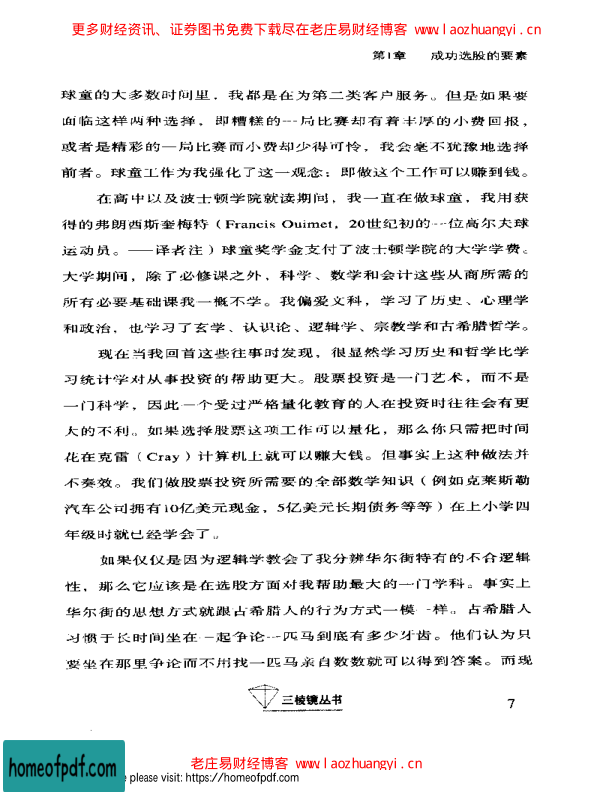 更多财经资讯、证券图书免费下载尽在老庄易财经博客 www.laozhuangyi.cn
第1章 成功选股的要素
球童的大多数时间里，我都是在为第二类客户服务。但是如果要
面临这样两种选择，即糟糕的一局比赛却有着丰厚的小费回报，
或者是精彩的一局比赛而小费却少得可怜，我会毫不犹豫地选择
前者。球童工作为我强化了这一观念：即做这个工作可以赚到钱。
在高中以及波士顿学院就读期间，我一直在做球童，我用获
得的弗朗西斯奎梅特（Francis Ouimet，20世纪初的一位高尔夫球
运动员。——译者注）球童奖学金支付了波士顿学院的大学学费。
大学期间，除了必修课之外，科学、数学和会计这些从商所需的
所有必要基础课我一概不学。我偏爱文科，学习了历史、心理学
和政治，也学习了玄学、认识论、逻辑学、宗教学和古希腊哲学。
现在当我回首这些往事时发现，很显然学习历史和哲学比学
习统计学对从事投资的帮助更大。股票投资是一门艺术，而不是
一门科学，因此一个受过严格量化教育的人在投资时往往会有更
大的不利。如果选择股票这项工作可以量化，那么你只需把时间
花在克雷（Cray）计算机上就可以赚大钱。但事实上这种做法并
不奏效。我们做股票投资所需要的全部数学知识（例如克莱斯勒
汽车公司拥有10亿美元现金，5亿美元长期债务等等）在上小学四
年级时就已经学会了。
如果仅仅是因为逻辑学教会了我分辨华尔街特有的不合逻辑
性，那么它应该是在选股方面对我帮助最大的一门学科。事实上
华尔街的思想方式就跟古希腊人的行为方式一模一样。古希腊人
习惯于长时间坐在一起争论一匹马到底有多少牙齿。他们认为只
要坐在那里争论而不用找一匹马亲自数数就可以得到答案。而现
三棱镜丛书
7
老庄易财经博客 www.laozhuangyi.cn
homeofpdf.com
e please visit: https://homeofpdf.com